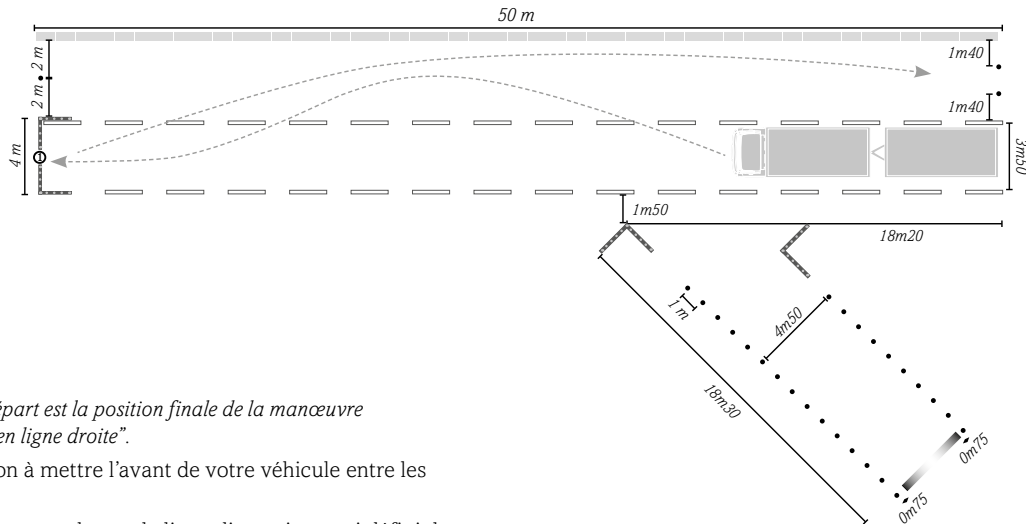 50 m
2 m
1m40
2 m
1m40
4 m
1
3m50
1m50
18m20
1 m
4m50
18m30
épart est la position finale de la manœuvre
en ligne droite”.
0m75
on à mettre l’avant de votre véhicule entre les
0m75